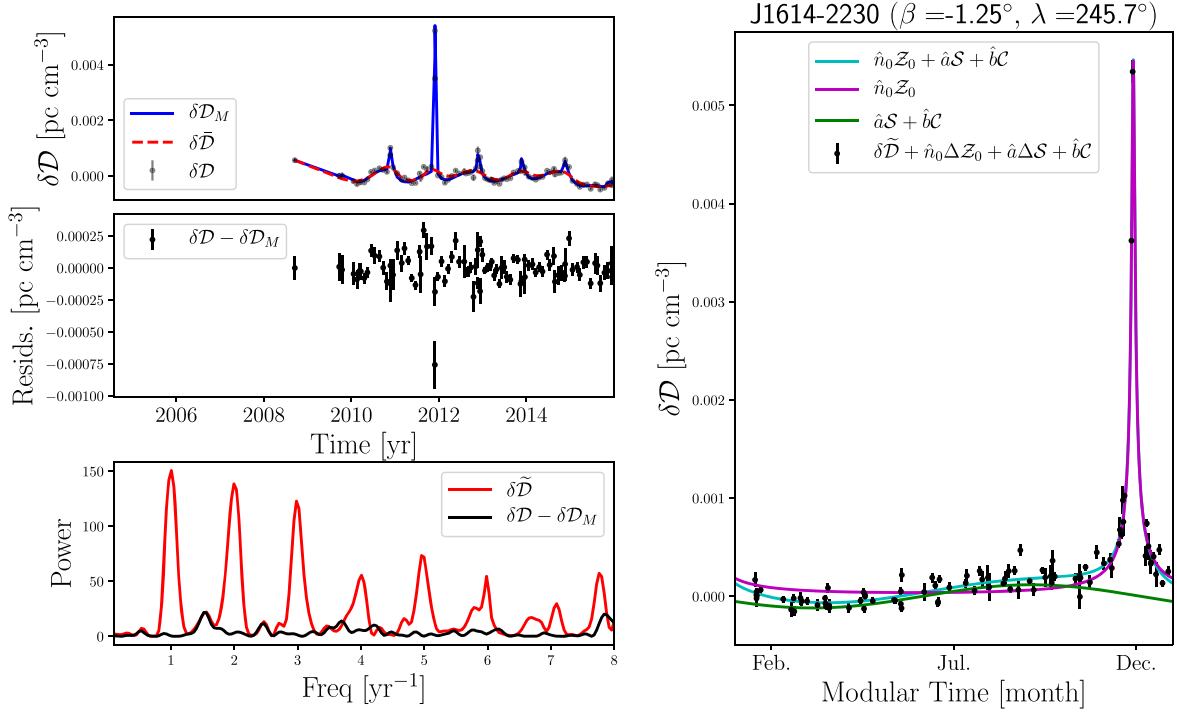 0.004
0.002
0.000
δD [pc cm⁻³]
δD_M
δD̄
δD
0.00025
0.00000
−0.00025
−0.00050
−0.00075
−0.00100
Resids. [pc cm⁻³]
δD − δD_M
2006 2008 2010 2012 2014
Time [yr]
150
100
50
0
Power
δD̃
δD − δD_M
1 2 3 4 5 6 7 8
Freq [yr⁻¹]
J1614-2230 (β =-1.25°, λ =245.7°)
n̂₀Z₀ + âS + b̂C
n̂₀Z₀
âS + b̂C
δD̃ + n̂₀ΔZ₀ + âΔS + b̂C
0.005
0.004
0.003
0.002
0.001
0.000
δD [pc cm⁻³]
Feb. Jul. Dec.
Modular Time [month]